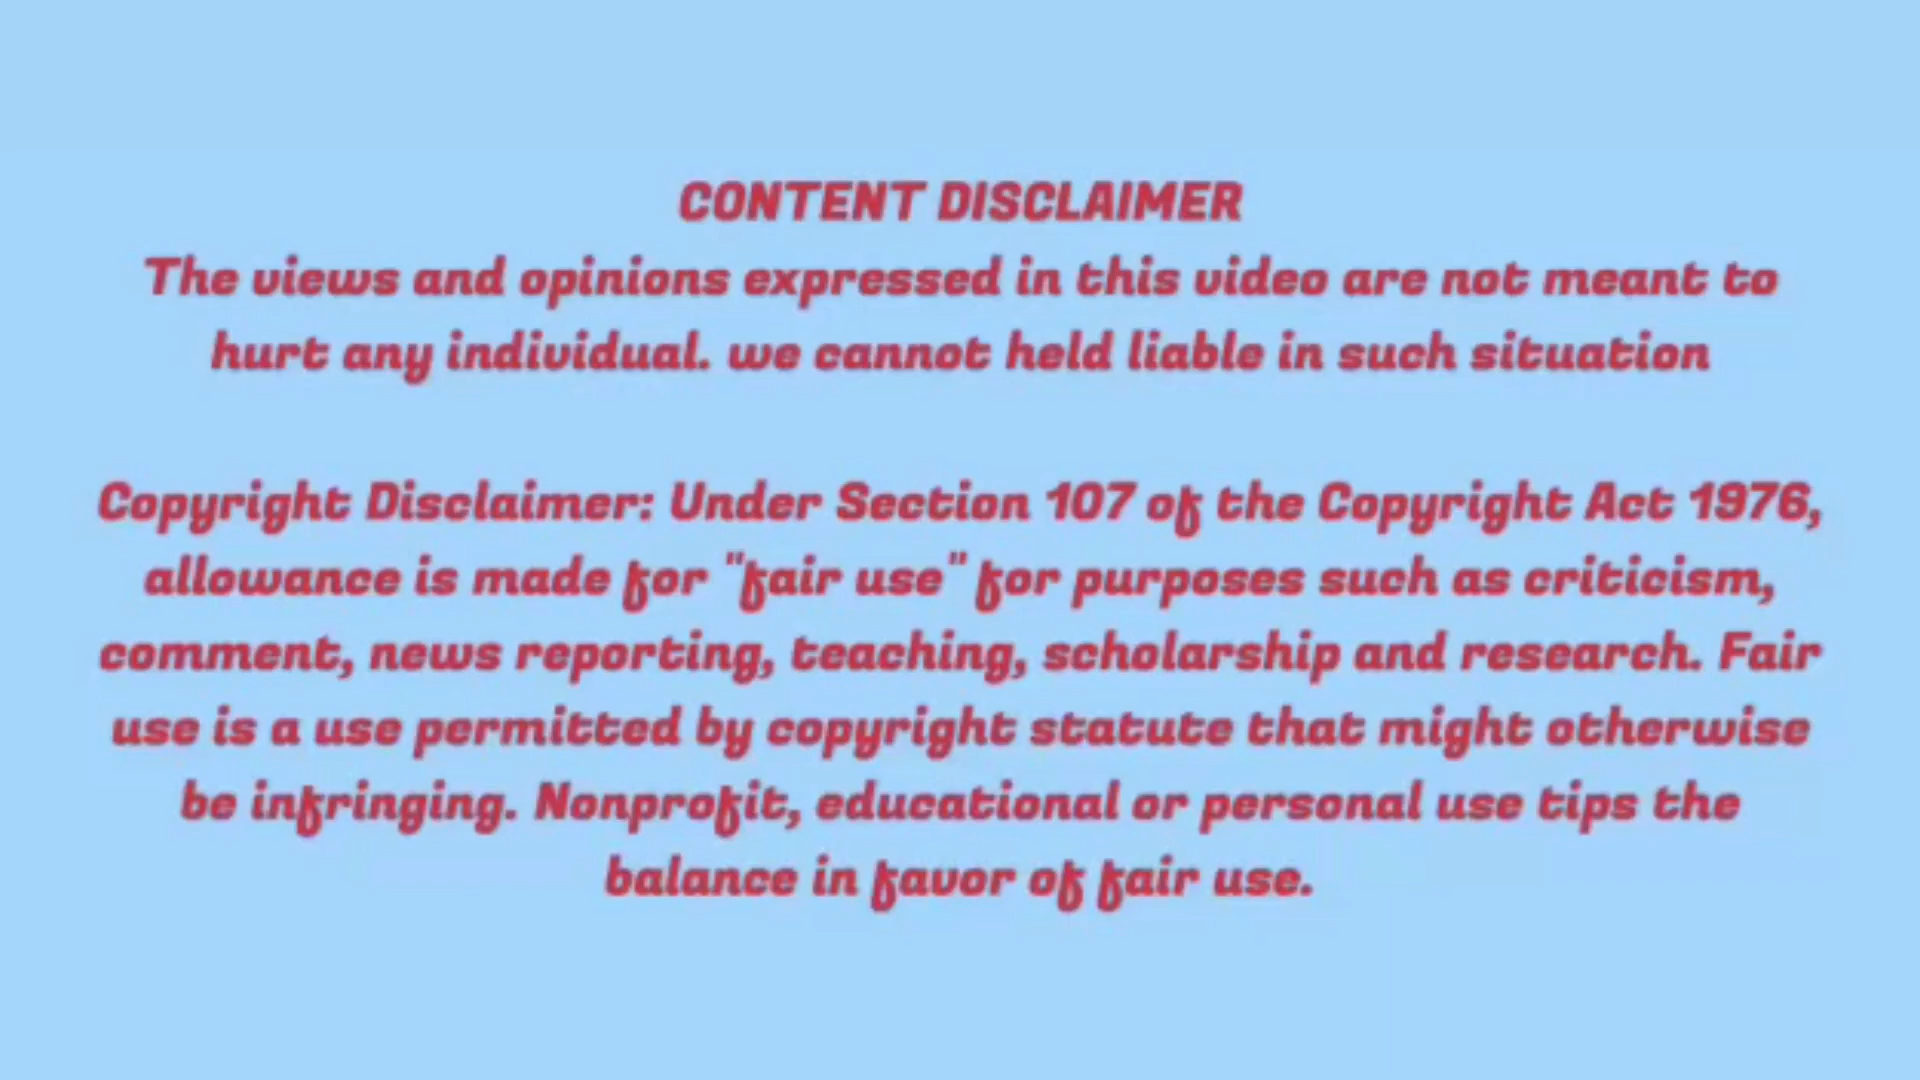 CONTENT DISCLAIMER
The views and opinions expressed in this video are not meant to
hurt any individual. we cannot held liable in such situation
Copyright Disclaimer: Under Section 107 of the Copyright Act 1976,
allowance is made for "fair use" for purposes such as criticism,
comment, news reporting, teaching, scholarship and research. Fair
use is a use permitted by copyright statute that might otherwise
be infringing. Nonprofit, educational or personal use tips the
balance in favor of fair use.